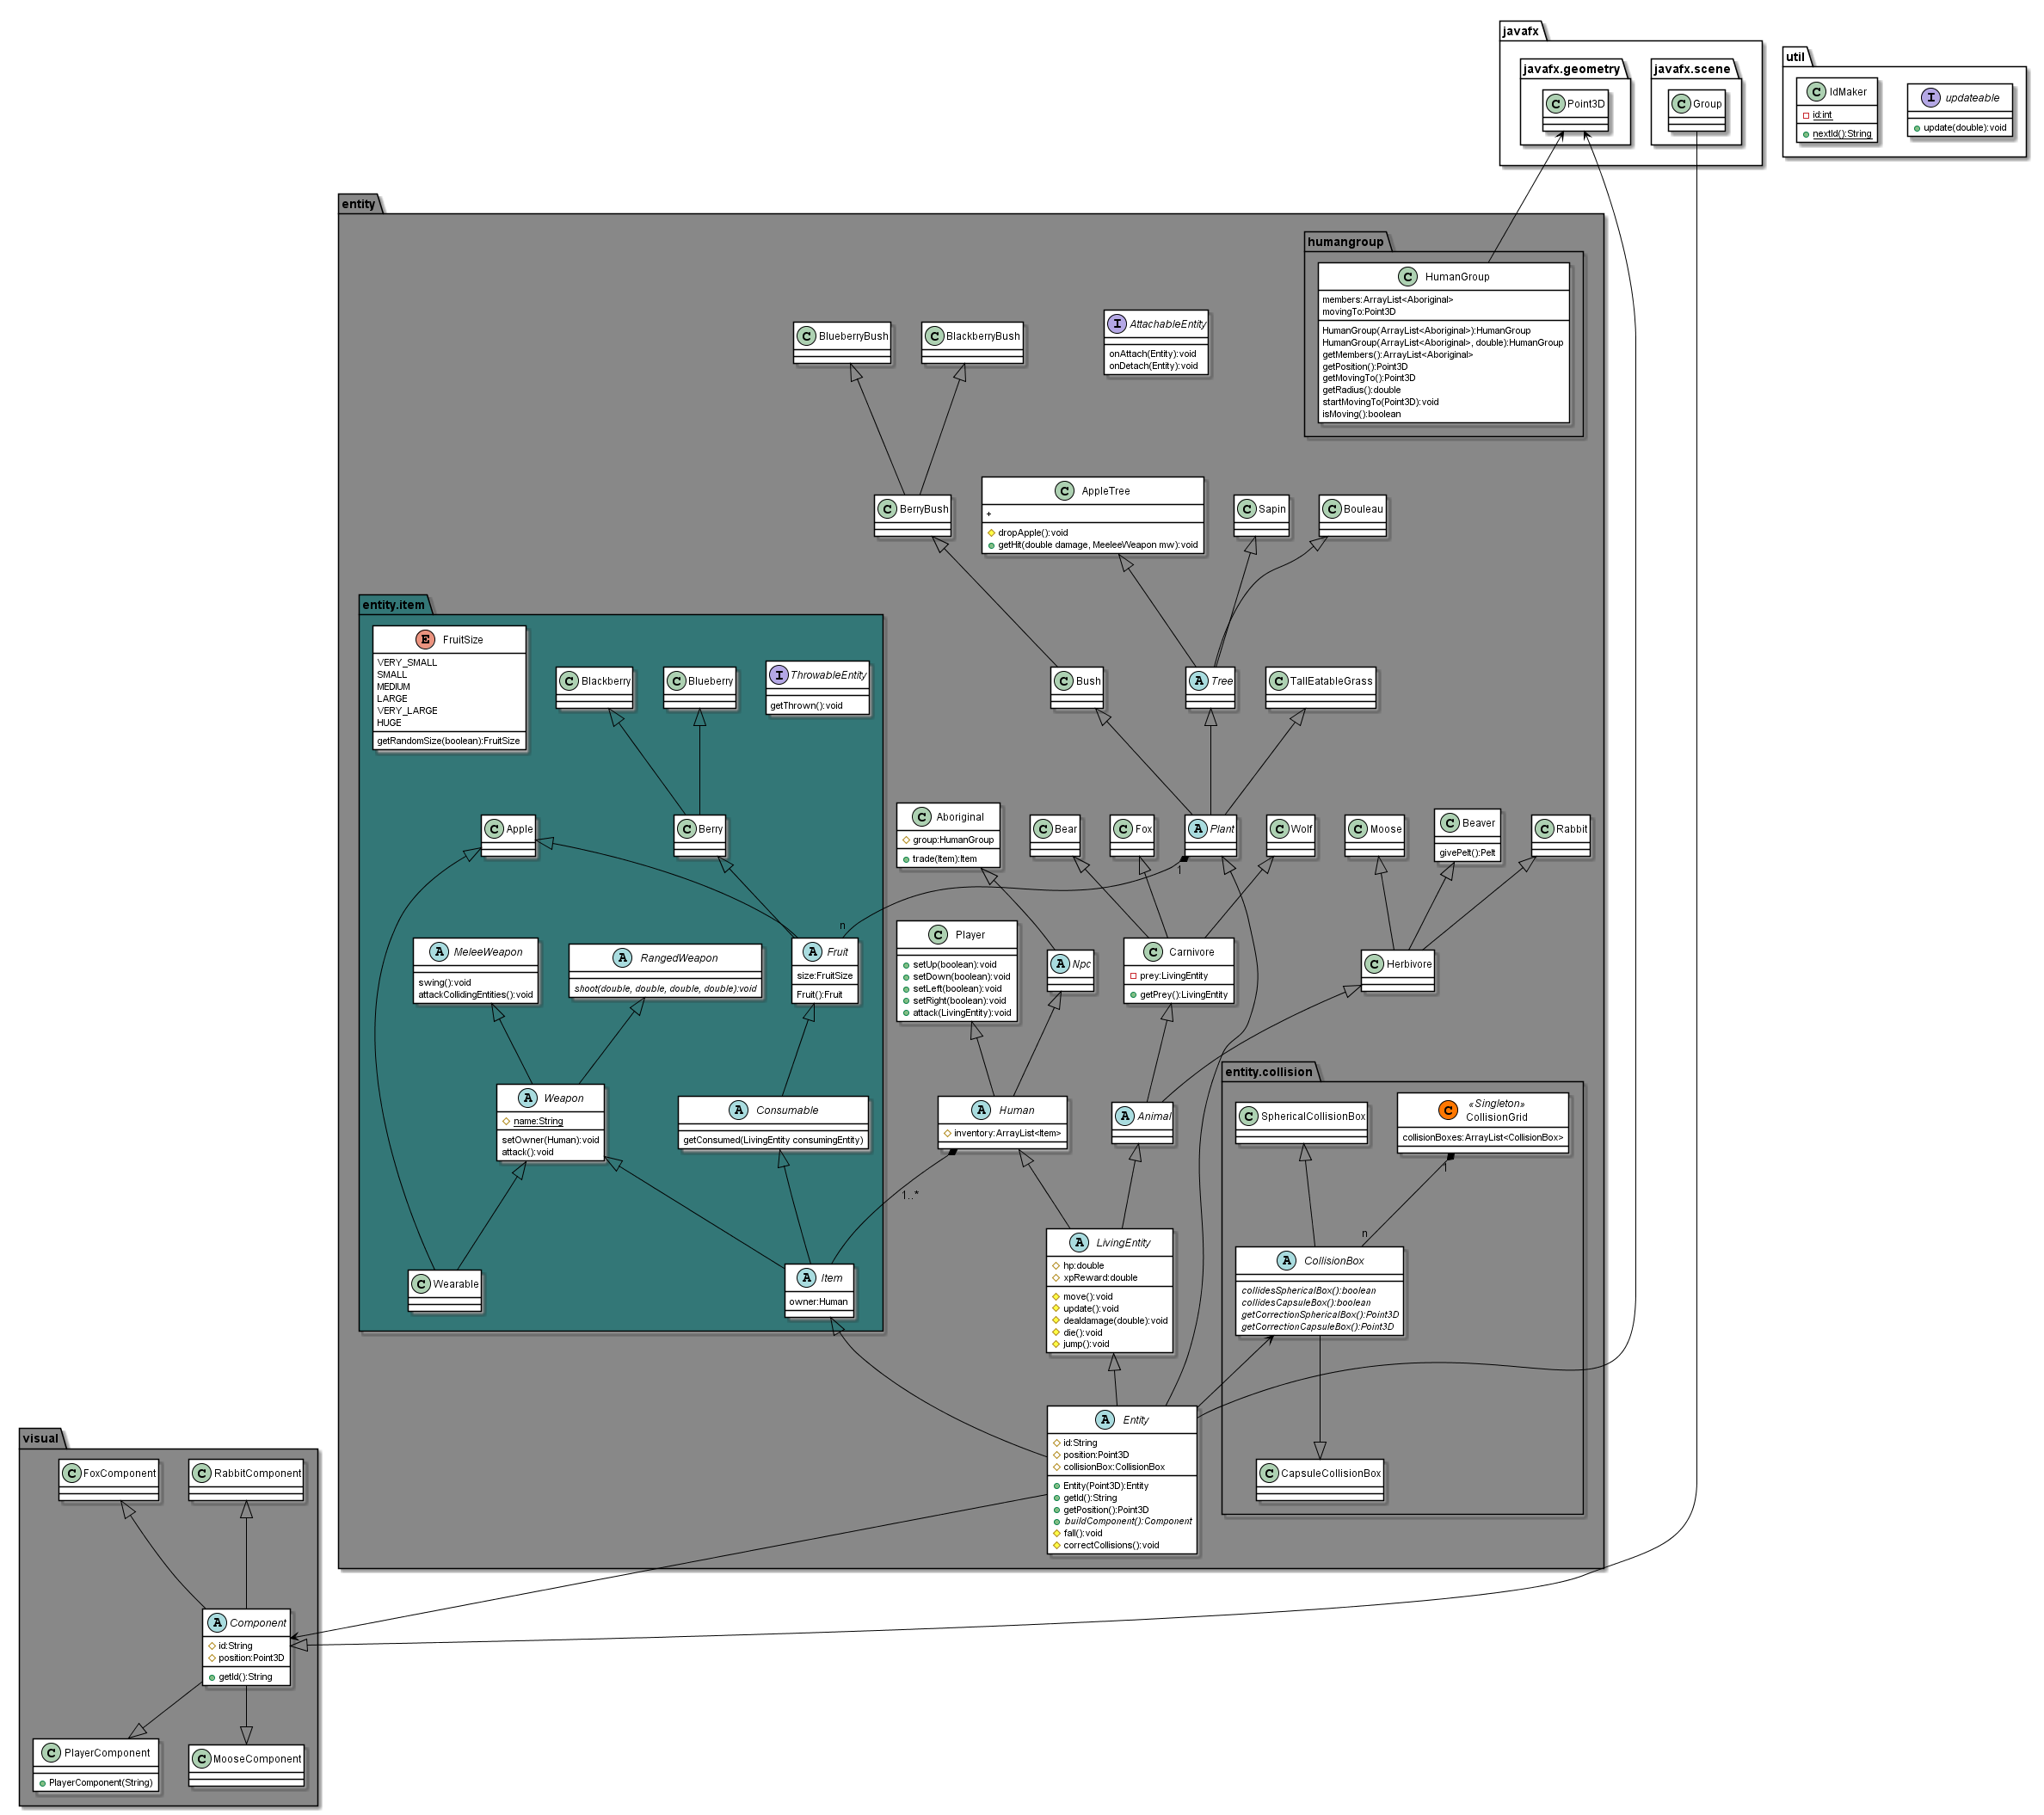 javafx
javafx.geometry
C Point3D
javafx.scene
C Group
util
C IdMaker
id:int
nextId():String
I updateable
update(double):void
entity
humangroup
C HumanGroup
members:ArrayList<Aboriginal>
movingTo:Point3D
HumanGroup(ArrayList<Aboriginal>):HumanGroup
HumanGroup(ArrayList<Aboriginal>, double):HumanGroup
getMembers():ArrayList<Aboriginal>
getPosition():Point3D
getMovingTo():Point3D
getRadius():double
startMovingTo(Point3D):void
isMoving():boolean
C BlueberryBush
C BlackberryBush
I AttachableEntity
onAttach(Entity):void
onDetach(Entity):void
C BerryBush
C AppleTree
+
dropApple():void
getHit(double damage, MeeleeWeapon mw):void
C Sapin
C Bouleau
entity.item
E FruitSize
VERY_SMALL
SMALL
MEDIUM
LARGE
VERY_LARGE
HUGE
getRandomSize(boolean):FruitSize
C Blackberry
C Blueberry
I ThrowableEntity
getThrown():void
C Bush
A Tree
C TallEatableGrass
C Apple
C Berry
C Aboriginal
group:HumanGroup
trade(Item):Item
C Bear
C Fox
A Plant
C Wolf
C Moose
C Beaver
givePelt():Pelt
C Rabbit
1
n
A MeleeWeapon
swing():void
attackCollidingEntities():void
A RangedWeapon
shoot(double, double, double, double):void
A Fruit
size:FruitSize
Fruit():Fruit
C Player
setUp(boolean):void
setDown(boolean):void
setLeft(boolean):void
setRight(boolean):void
attack(LivingEntity):void
A Npc
C Carnivore
prey:LivingEntity
getPrey():LivingEntity
C Herbivore
A Weapon
name:String
setOwner(Human):void
attack():void
A Consumable
getConsumed(LivingEntity consumingEntity)
A Human
inventory:ArrayList<Item>
A Animal
entity.collision
C SphericalCollisionBox
C «Singleton»
CollisionGrid
collisionBoxes:ArrayList<CollisionBox>
1
n
1..*
C Wearable
A Item
owner:Human
A LivingEntity
hp:double
xpReward:double
move():void
update():void
dealdamage(double):void
die():void
jump():void
A CollisionBox
collidesSphericalBox():boolean
collidesCapsuleBox():boolean
getCorrectionSphericalBox():Point3D
getCorrectionCapsuleBox():Point3D
A Entity
id:String
position:Point3D
collisionBox:CollisionBox
Entity(Point3D):Entity
getId():String
getPosition():Point3D
buildComponent():Component
fall():void
correctCollisions():void
C CapsuleCollisionBox
visual
C FoxComponent
C RabbitComponent
A Component
id:String
position:Point3D
getId():String
C PlayerComponent
PlayerComponent(String)
C MooseComponent